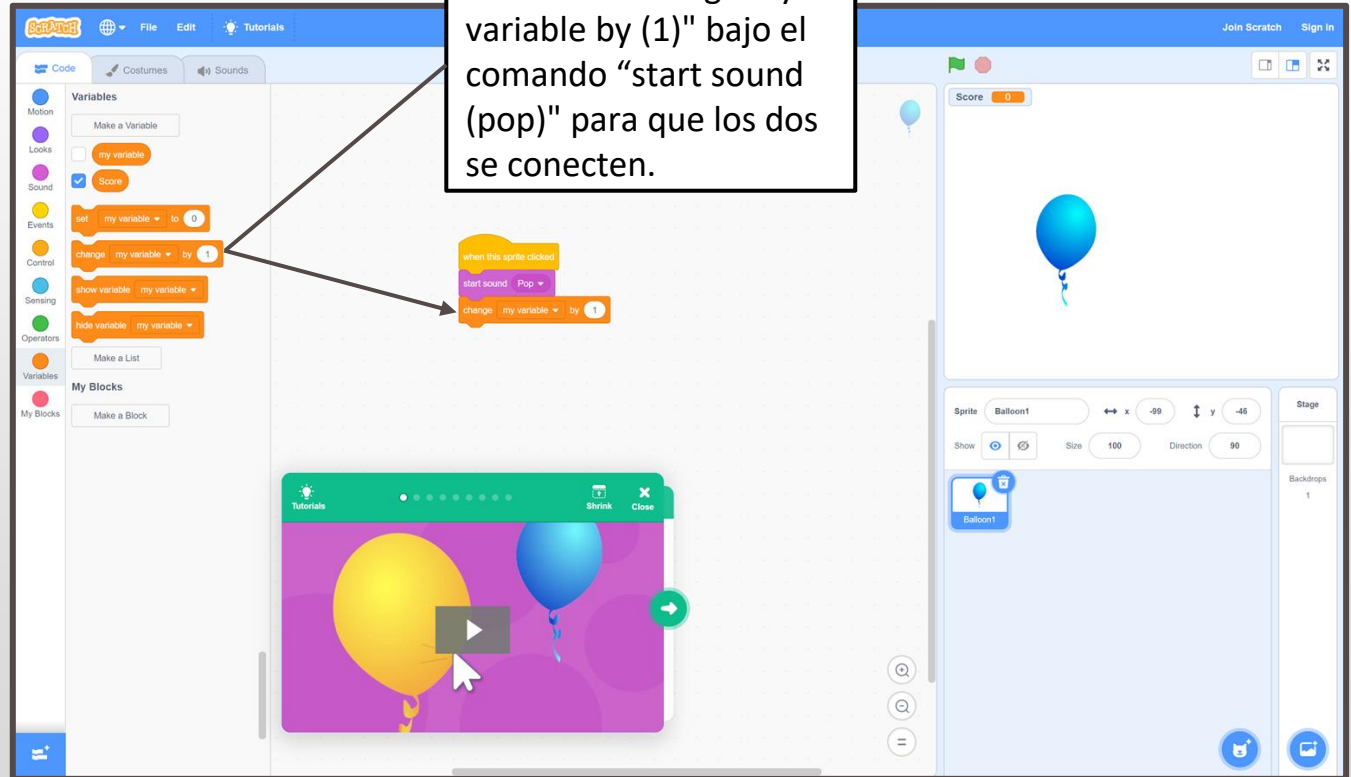 variable by (1)" bajo el
comando “start sound
(pop)" para que los dos
se conecten.
SCRATCH File Edit Tutorials Join Scratch Sign in
Code Costumes Sounds
Motion
Looks
Sound
Events
Control
Sensing
Operators
Variables
My Blocks
Variables
Make a Variable
my variable
Score
set my variable to 0
change my variable by 1
show variable my variable
hide variable my variable
Make a List
My Blocks
Make a Block
when this sprite clicked
start sound Pop
change my variable by 1
Tutorials Shrink Close
Score 0
Sprite Balloon1 x -99 y -46
Show Size 100 Direction 90
Balloon1
Stage
Backdrops
1